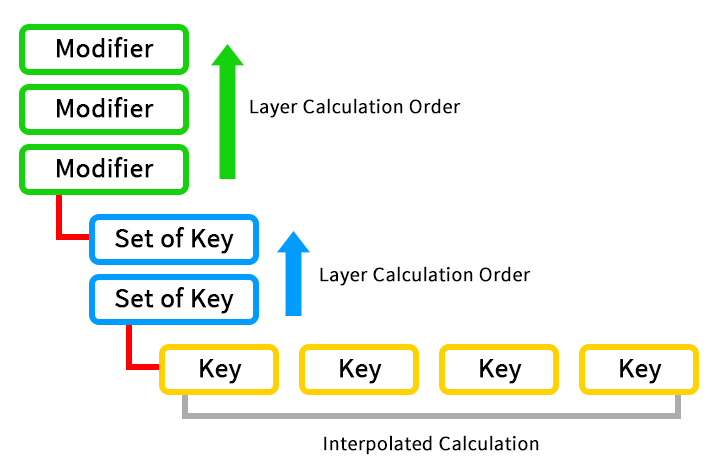 Modifier
Modifier
Layer Calculation Order
Modifier
Set of Key
Set of Key
Layer Calculation Order
Key Key Key Key
Interpolated Calculation